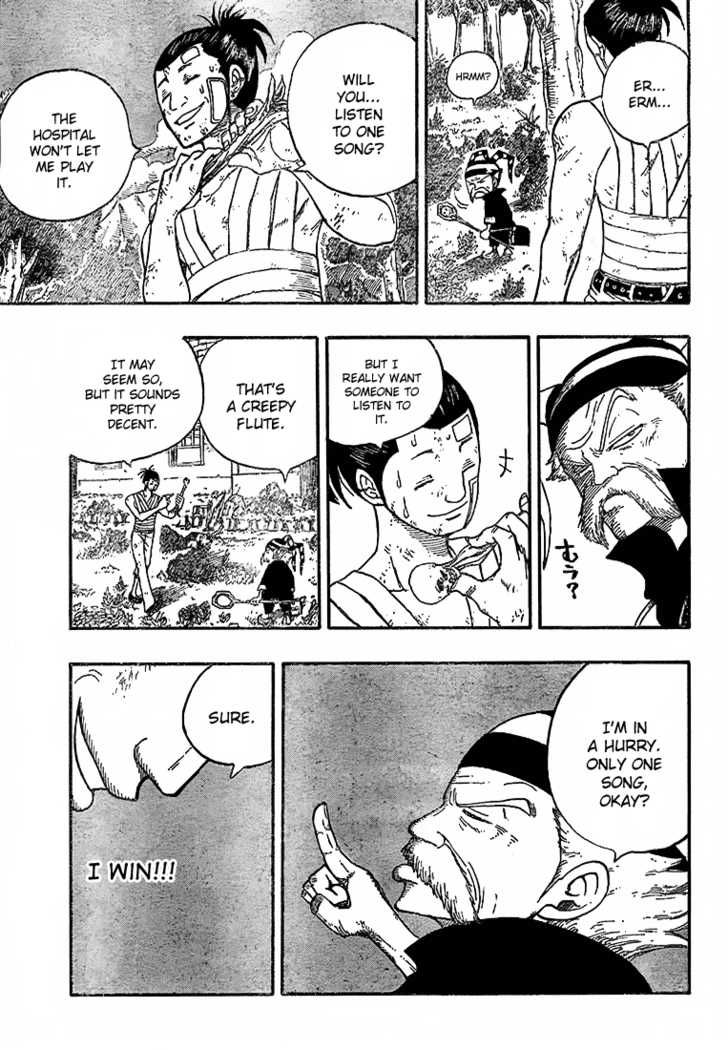 ER...
ERM...
HRMM?
WILL
YOU...
LISTEN
TO ONE
SONG?
THE
HOSPITAL
WON'T LET
ME PLAY
IT.
むぅ?
BUT I
REALLY WANT
SOMEONE TO
LISTEN TO
IT.
THAT'S
A CREEPY
FLUTE.
IT MAY
SEEM SO,
BUT IT SOUNDS
PRETTY
DECENT.
I'M IN
A HURRY.
ONLY ONE
SONG,
OKAY?
SURE.
I WIN!!!